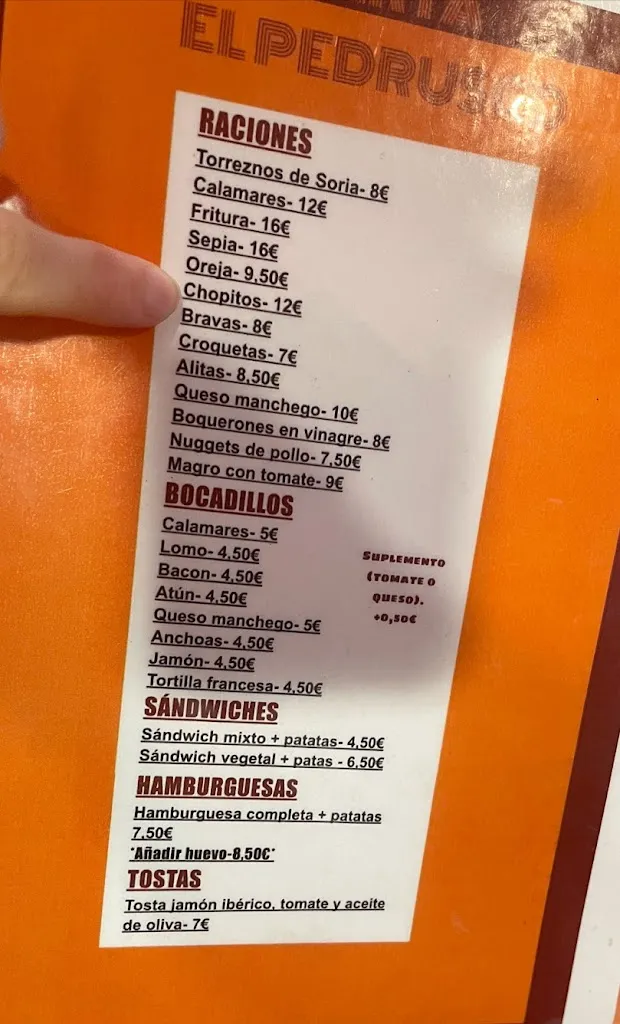 EL PEDRUSCO
RACIONES
Torreznos de Soria- 8€
Calamares- 12€
Fritura- 16€
Sepia- 16€
Oreja- 9,50€
Chopitos- 12€
Bravas- 8€
Croquetas- 7€
Alitas- 8,50€
Queso manchego- 10€
Boquerones en vinagre- 8€
Nuggets de pollo- 7,50€
Magro con tomate- 9€
BOCADILLOS
Calamares- 5€
Lomo- 4,50€
Bacon- 4,50€
Atún- 4,50€
Queso manchego- 5€
Anchoas- 4,50€
Jamón- 4,50€
Tortilla francesa- 4,50€
SUPLEMENTO
(TOMATE O
QUESO).
+0,50€
SÁNDWICHES
Sándwich mixto + patatas- 4,50€
Sándwich vegetal + patas - 6,50€
HAMBURGUESAS
Hamburguesa completa + patatas
7,50€
*Añadir huevo-8,50€*
TOSTAS
Tosta jamón ibérico, tomate y aceite
de oliva- 7€